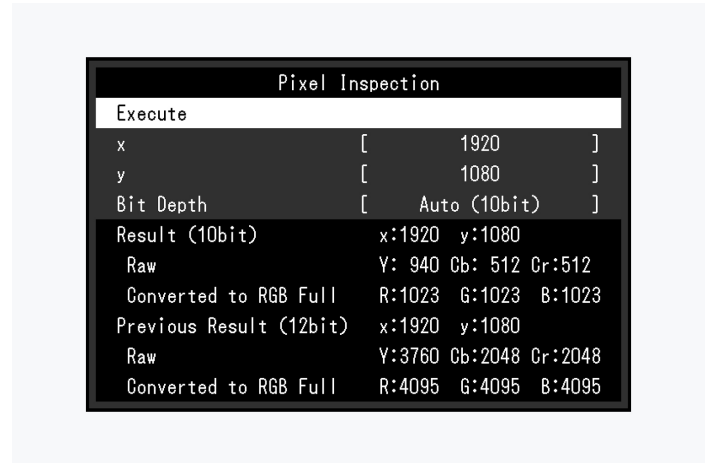 Pixel Inspection
Execute
x [ 1920 ]
y [ 1080 ]
Bit Depth [ Auto (10bit) ]
Result (10bit) x:1920 y:1080
Raw Y: 940 Cb: 512 Cr:512
Converted to RGB Full R:1023 G:1023 B:1023
Previous Result (12bit) x:1920 y:1080
Raw Y:3760 Cb:2048 Cr:2048
Converted to RGB Full R:4095 G:4095 B:4095